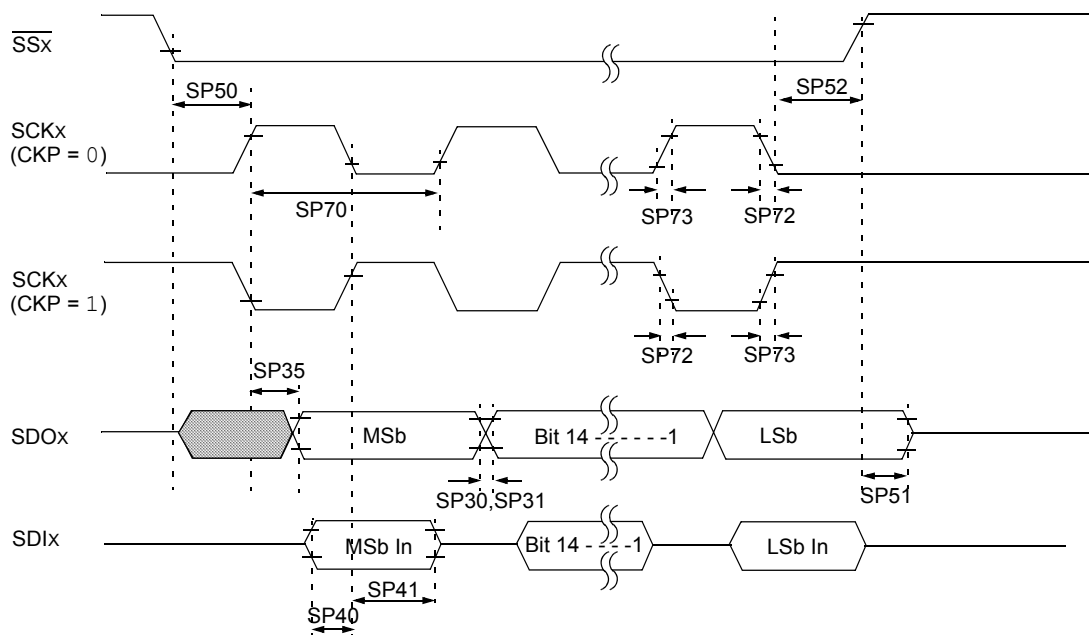 SSx
SP50
SP52
SCKx
(CKP = 0)
SP70
SP73
SP72
SCKx
(CKP = 1)
SP72
SP73
SP35
SDOx
MSb
Bit 14 - - - - - -1
LSb
SP30,SP31
SP51
SDIx
MSb In
Bit 14 - - - -1
LSb In
SP41
SP40